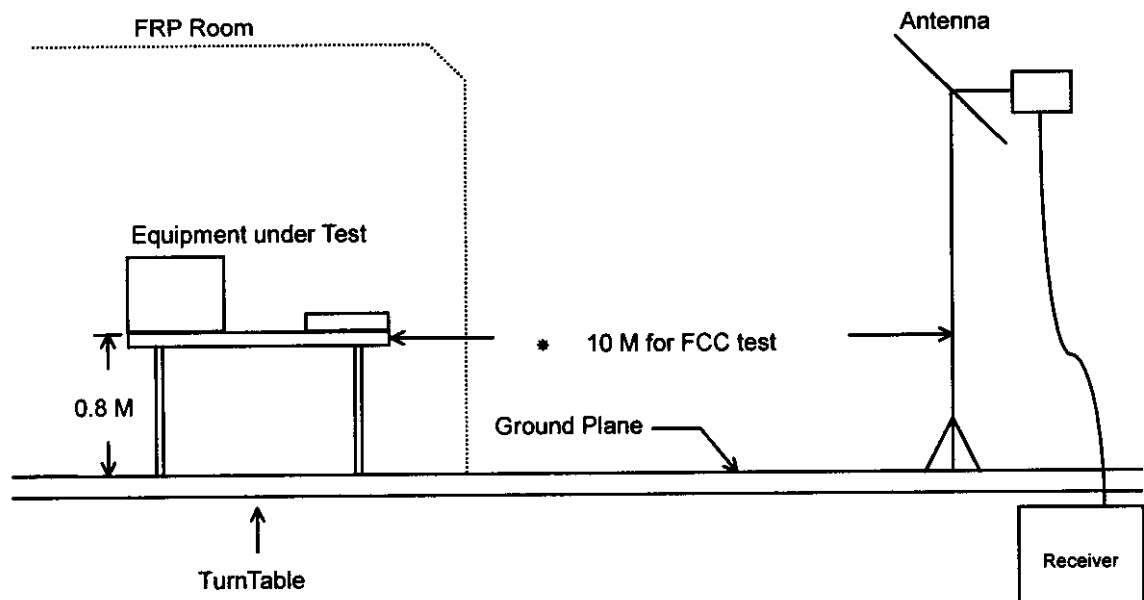 FRP Room
Antenna
Equipment under Test
* 10 M for FCC test
0.8 M
Ground Plane
TurnTable
Receiver